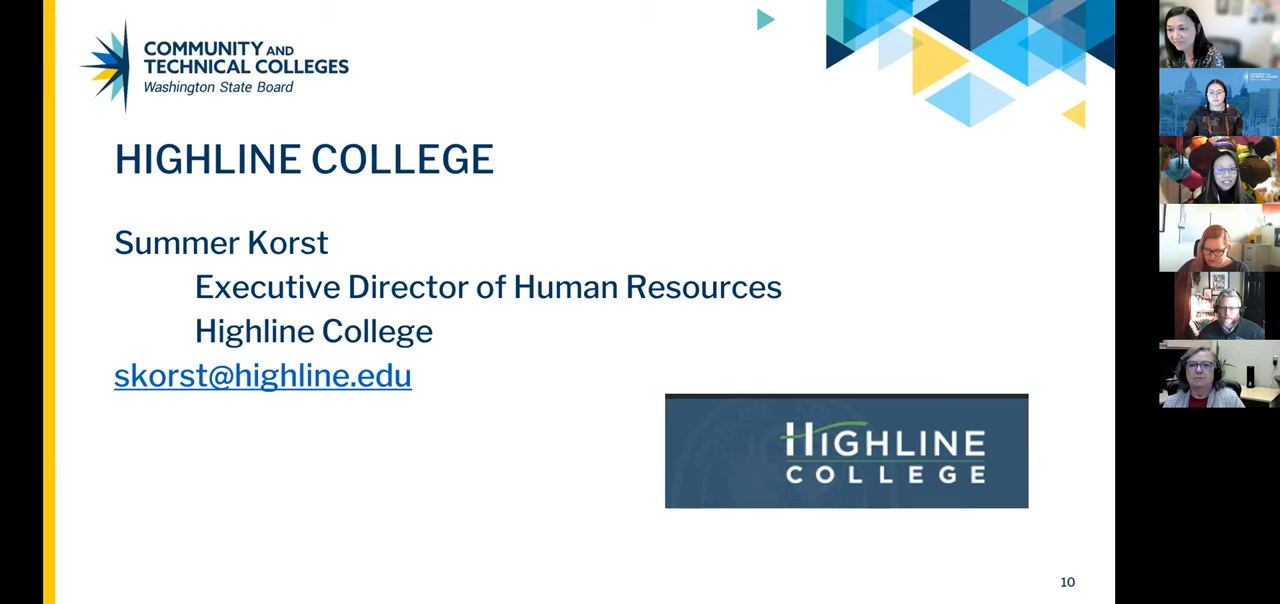 COMMUNITY AND
TECHNICAL COLLEGES
Washington State Board
HIGHLINE COLLEGE
Summer Korst
Executive Director of Human Resources
Highline College
skorst@highline.edu
HIGHLINE
COLLEGE
10